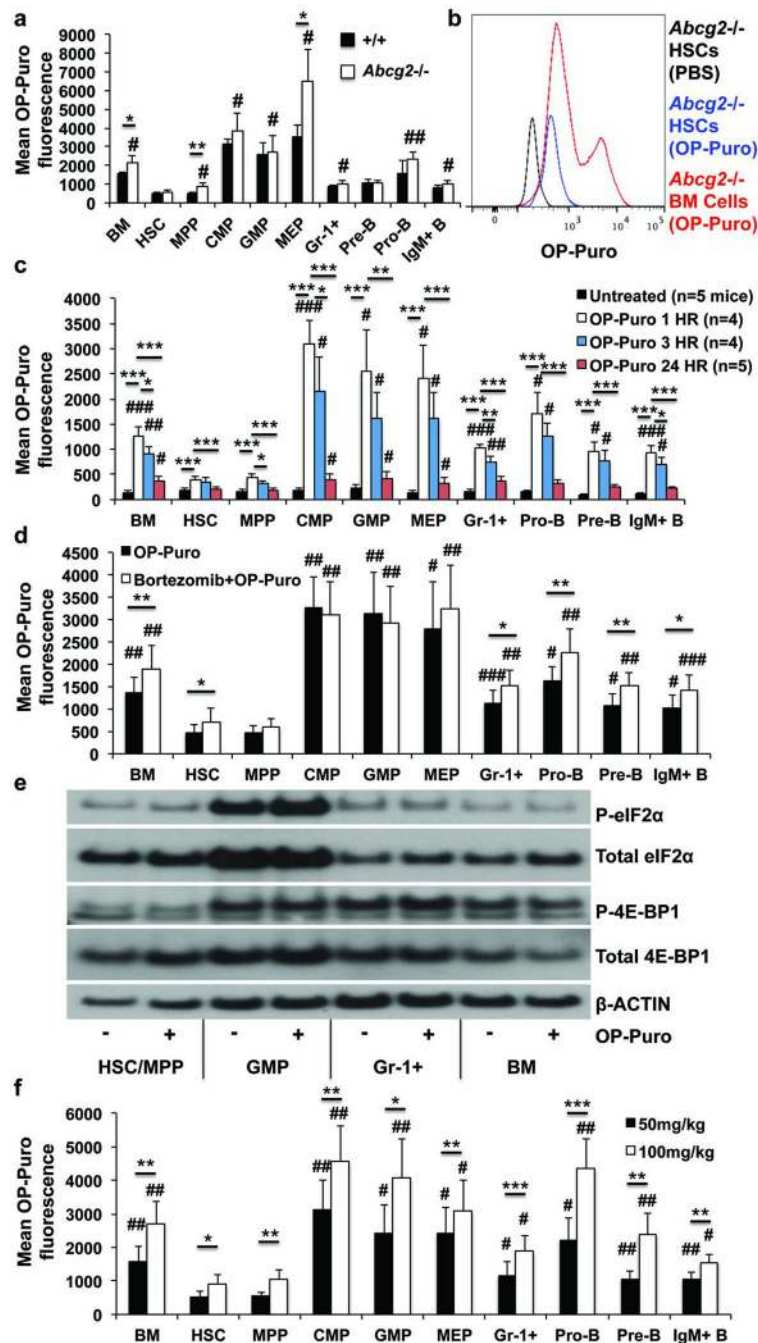 a
Mean OP-Puro
fluorescence
9000
8000
7000
6000
5000
4000
3000
2000
1000
0
+/+
Abcg2-/-
* # ** # # # * # # ## #
BM HSC MPP CMP GMP MEP Gr-1+ Pre-B Pro-B IgM+ B
b
0 10³ 10⁴ 10⁵
OP-Puro
Abcg2-/-
HSCs
(PBS)
Abcg2-/-
HSCs
(OP-Puro)
Abcg2-/-
BM Cells
(OP-Puro)
c
Mean OP-Puro
fluorescence
4000
3500
3000
2500
2000
1500
1000
500
0
Untreated (n=5 mice)
OP-Puro 1 HR (n=4)
OP-Puro 3 HR (n=4)
OP-Puro 24 HR (n=5)
BM HSC MPP CMP GMP MEP Gr-1+ Pro-B Pre-B IgM+ B
d
Mean OP-Puro
fluorescence
4500
4000
3500
3000
2500
2000
1500
1000
500
0
OP-Puro
Bortezomib+OP-Puro
** * * ** ** *
## ## ## ## ## ## # ## ### ## # ## # ## # ###
BM HSC MPP CMP GMP MEP Gr-1+ Pro-B Pre-B IgM+ B
e
P-eIF2α
Total eIF2α
P-4E-BP1
Total 4E-BP1
β-ACTIN
- + - + - + - + OP-Puro
HSC/MPP GMP Gr-1+ BM
f
Mean OP-Puro
fluorescence
6000
5000
4000
3000
2000
1000
0
50mg/kg
100mg/kg
** * ** ** * ** *** *** ** **
## ## ## ## # ## # # # # # ## ## ## ## #
BM HSC MPP CMP GMP MEP Gr-1+ Pro-B Pre-B IgM+ B